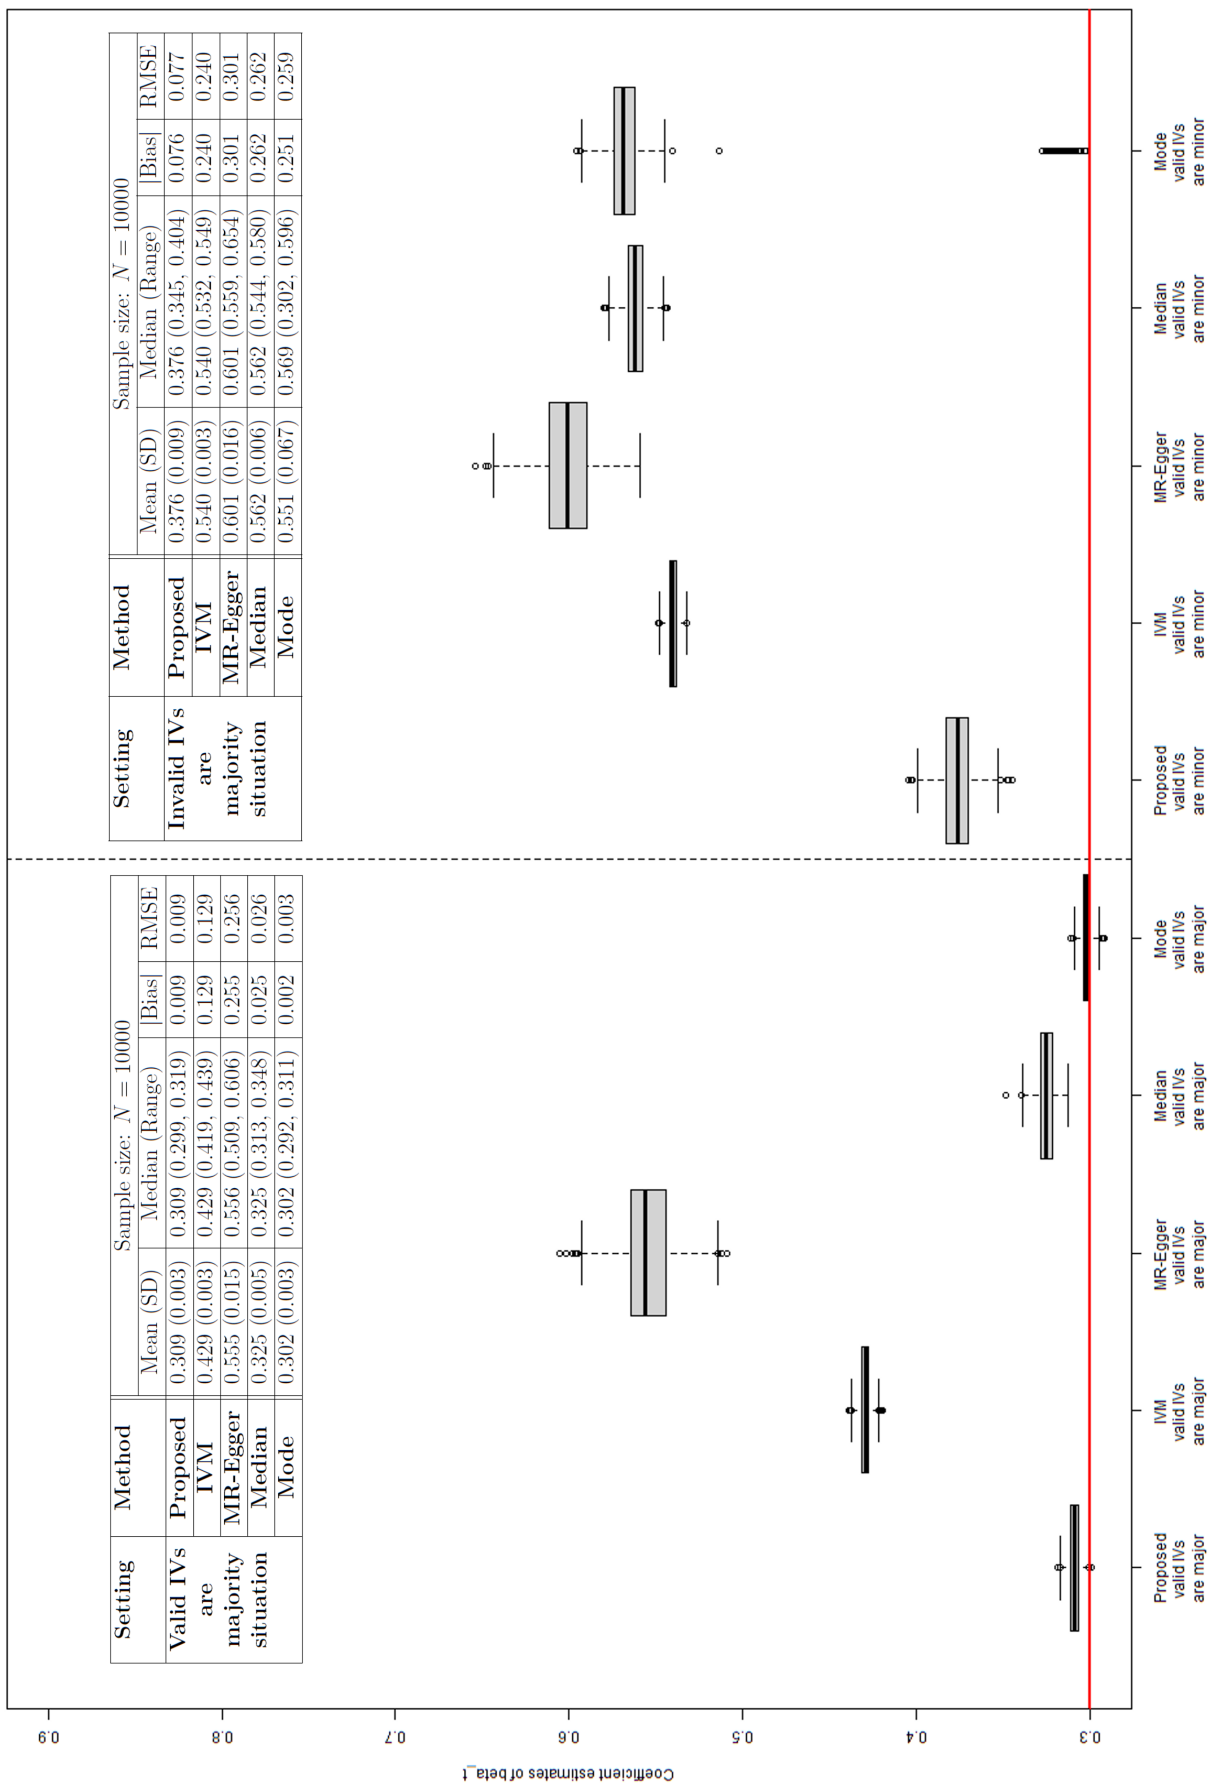 Setting Method Sample size: N = 10000
Mean (SD) Median (Range) |Bias| RMSE
Valid IVs are majority situation
Proposed 0.309 (0.003) 0.309 (0.299, 0.319) 0.009 0.009
IVM 0.429 (0.003) 0.429 (0.419, 0.439) 0.129 0.129
MR-Egger 0.555 (0.015) 0.556 (0.509, 0.606) 0.255 0.256
Median 0.325 (0.005) 0.325 (0.313, 0.348) 0.025 0.026
Mode 0.302 (0.003) 0.302 (0.292, 0.311) 0.002 0.003
Setting Method Sample size: N = 10000
Mean (SD) Median (Range) |Bias| RMSE
Invalid IVs are majority situation
Proposed 0.376 (0.009) 0.376 (0.345, 0.404) 0.076 0.077
IVM 0.540 (0.003) 0.540 (0.532, 0.549) 0.240 0.240
MR-Egger 0.601 (0.016) 0.601 (0.559, 0.654) 0.301 0.301
Median 0.562 (0.006) 0.562 (0.544, 0.580) 0.262 0.262
Mode 0.551 (0.067) 0.569 (0.302, 0.596) 0.251 0.259
Coefficient estimates of beta_t
0.9
0.8
0.7
0.6
0.5
0.4
0.3
Proposed
valid IVs
are major
IVM
valid IVs
are major
MR-Egger
valid IVs
are major
Median
valid IVs
are major
Mode
valid IVs
are major
Proposed
valid IVs
are minor
IVM
valid IVs
are minor
MR-Egger
valid IVs
are minor
Median
valid IVs
are minor
Mode
valid IVs
are minor